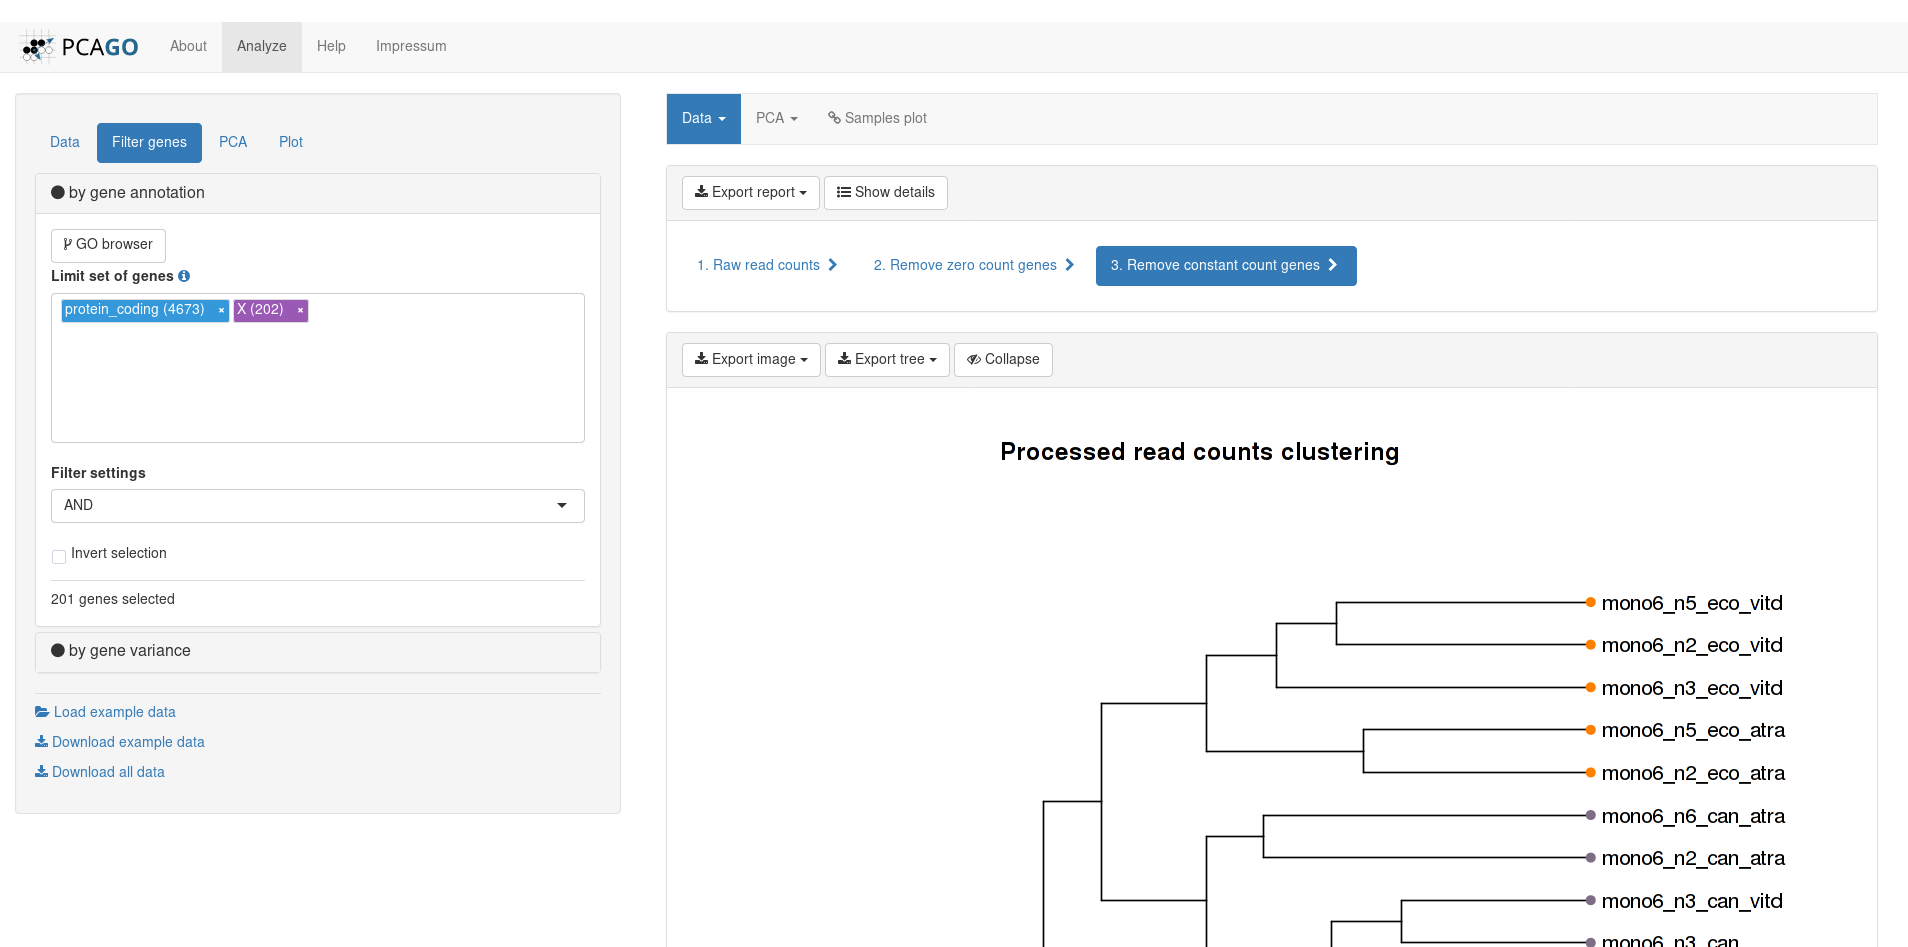 PCAGO About Analyze Help Impressum
Data Filter genes PCA Plot
by gene annotation
GO browser
Limit set of genes
protein_coding (4673) × X (202) ×
Filter settings
AND
Invert selection
201 genes selected
by gene variance
Load example data
Download example data
Download all data
Data PCA Samples plot
Export report Show details
1. Raw read counts 2. Remove zero count genes 3. Remove constant count genes
Export image Export tree Collapse
Processed read counts clustering
mono6_n5_eco_vitd
mono6_n2_eco_vitd
mono6_n3_eco_vitd
mono6_n5_eco_atra
mono6_n2_eco_atra
mono6_n6_can_atra
mono6_n2_can_atra
mono6_n3_can_vitd
mono6_n3_can